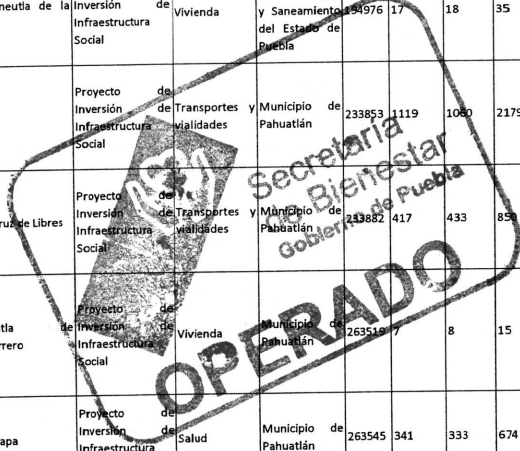 neutla de la Inversión de Vivienda y Saneamiento 194976 17 18 35
Infraestructura del Estado de
Social Puebla
Proyecto de
Inversión de Transportes y Municipio de 233853 1119 1060 2179
Infraestructura vialidades Pahuatlán
Social
Proyecto de
ruz de Libres Inversión de Transportes y Municipio de 233882 417 433 850
Infraestructura vialidades Pahuatlán
Social
Proyecto de
tla de Inversión de Vivienda Municipio de 263519 7 8 15
rrero Infraestructura Pahuatlán
Social
Proyecto de
apa Inversión de Salud Municipio de 263545 341 333 674
Infraestructura Pahuatlán
Secretaría
de Bienestar
Gobierno de Puebla
OPERADO